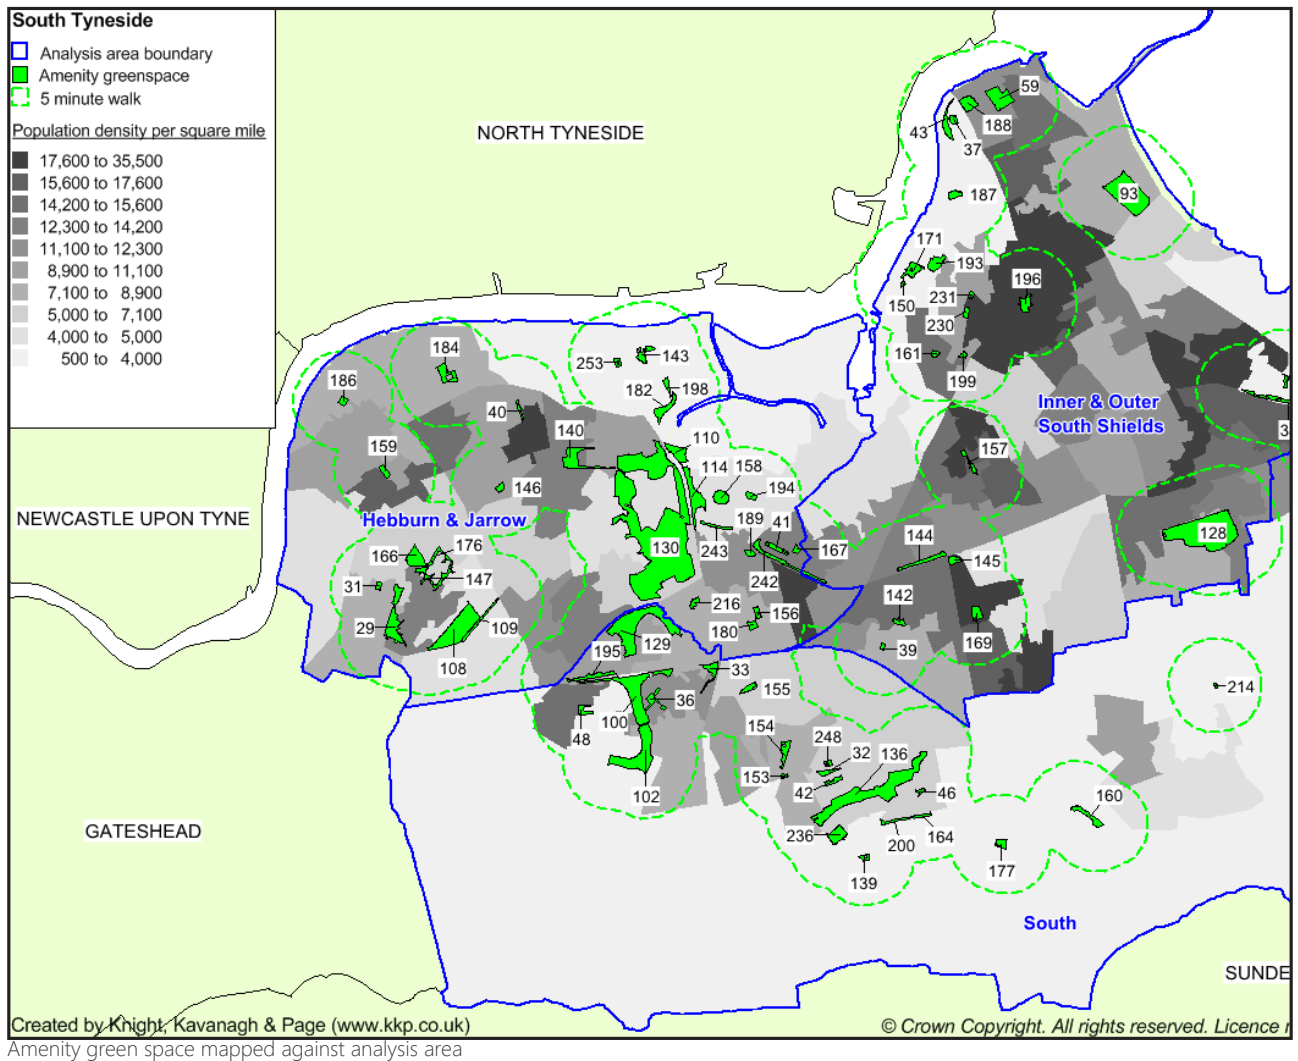 South Tyneside
Analysis area boundary
Amenity greenspace
5 minute walk
Population density per square mile
17,600 to 35,500
15,600 to 17,600
14,200 to 15,600
12,300 to 14,200
11,100 to 12,300
8,900 to 11,100
7,100 to 8,900
5,000 to 7,100
4,000 to 5,000
500 to 4,000
NORTH TYNESIDE
59
188
43
37
187
93
171
193
196
150
231
230
161
199
Inner & Outer
South Shields
3
184
186
253
143
182
198
40
140
110
159
114
158
146
194
157
NEWCASTLE UPON TYNE
Hebburn & Jarrow
189
41
128
166
176
130
243
167
144
145
147
242
31
216
156
142
29
109
180
169
195
129
39
108
33
155
214
36
100
48
154
248
32
136
153
42
46
102
160
GATESHEAD
236
200
164
139
177
South
SUNDE
Created by Knight, Kavanagh & Page (www.kkp.co.uk)
© Crown Copyright. All rights reserved. Licence
Amenity green space mapped against analysis area